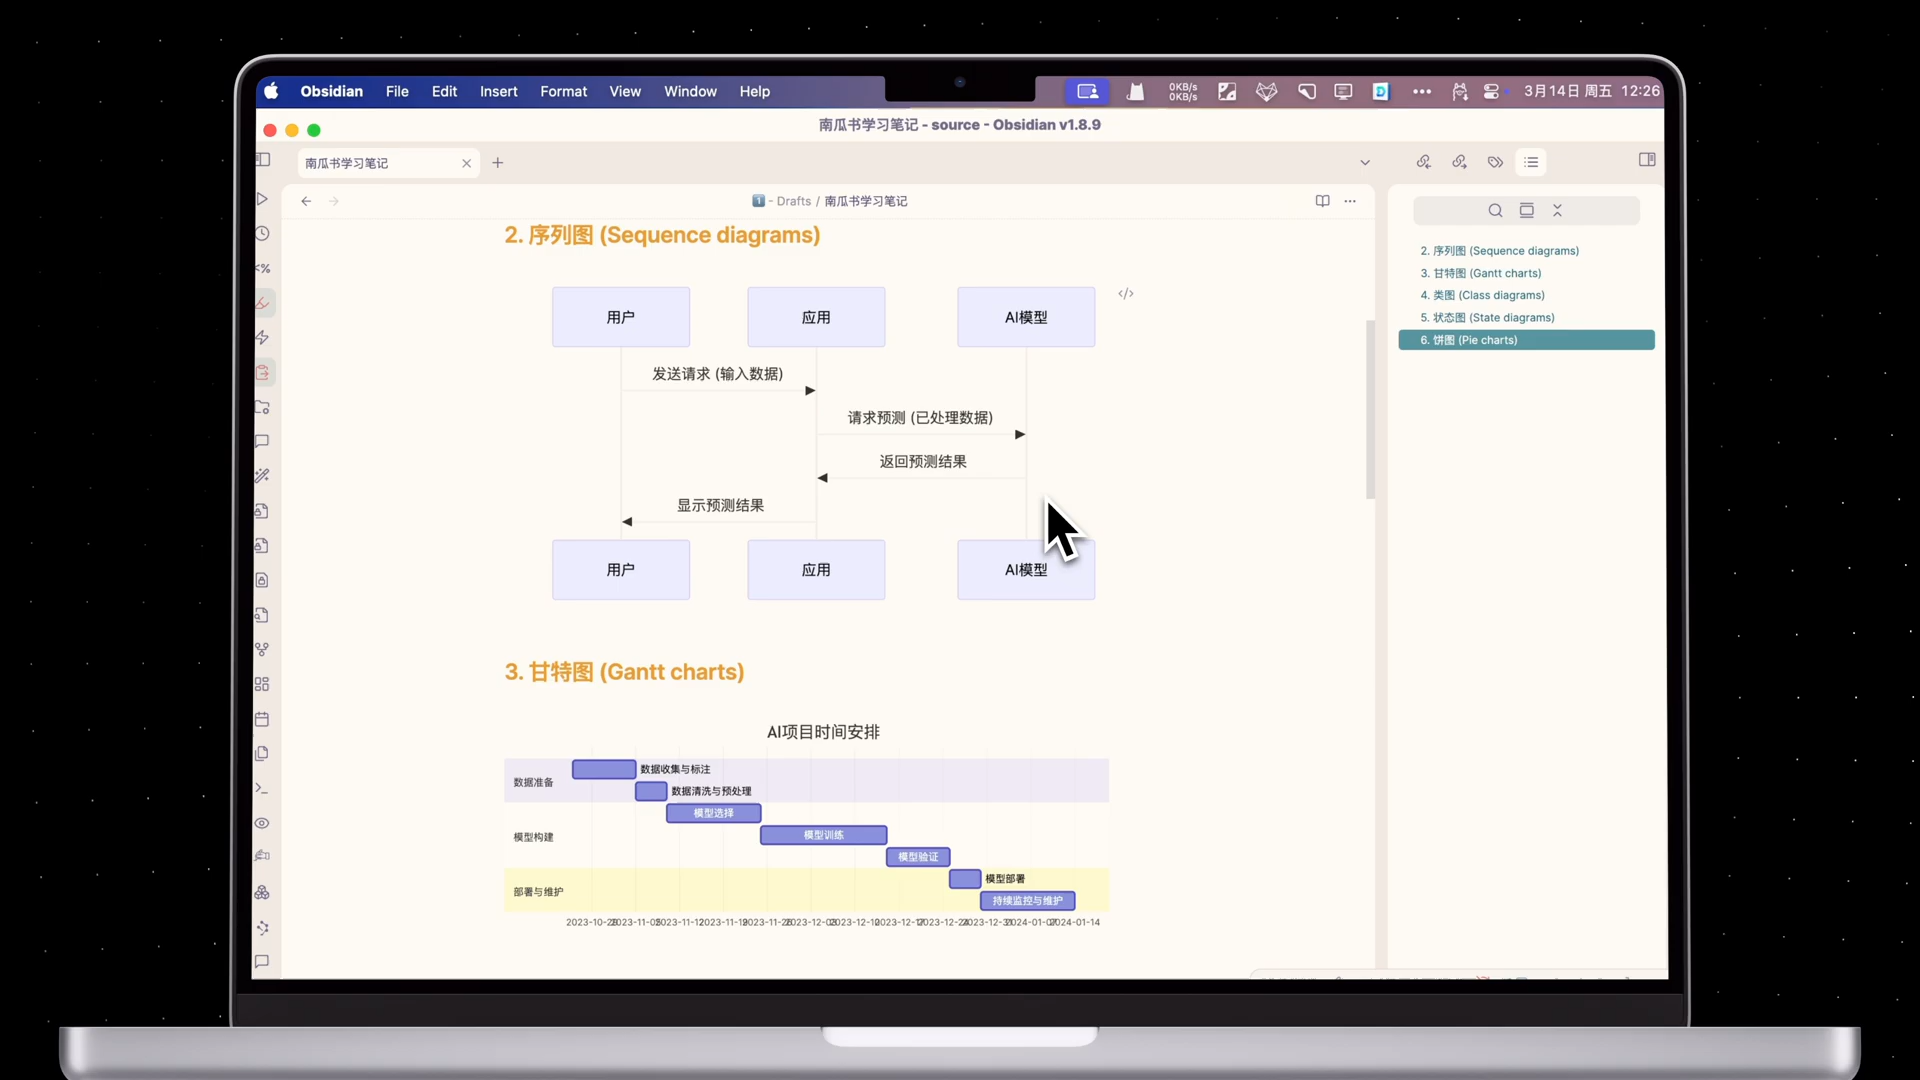 Obsidian File Edit Insert Format View Window Help
0KB/s
0KB/s
3月14日 周五 12:26
南瓜书学习笔记 - source - Obsidian v1.8.9
南瓜书学习笔记
1 - Drafts / 南瓜书学习笔记
2. 序列图 (Sequence diagrams)
用户 应用 AI模型
发送请求 (输入数据)
请求预测 (已处理数据)
返回预测结果
显示预测结果
用户 应用 AI模型
3. 甘特图 (Gantt charts)
AI项目时间安排
数据准备
数据收集与标注
数据清洗与预处理
模型选择
模型构建
模型训练
模型验证
部署与维护
模型部署
持续监控与维护
2024-01-14
2. 序列图 (Sequence diagrams)
3. 甘特图 (Gantt charts)
4. 类图 (Class diagrams)
5. 状态图 (State diagrams)
6. 饼图 (Pie charts)